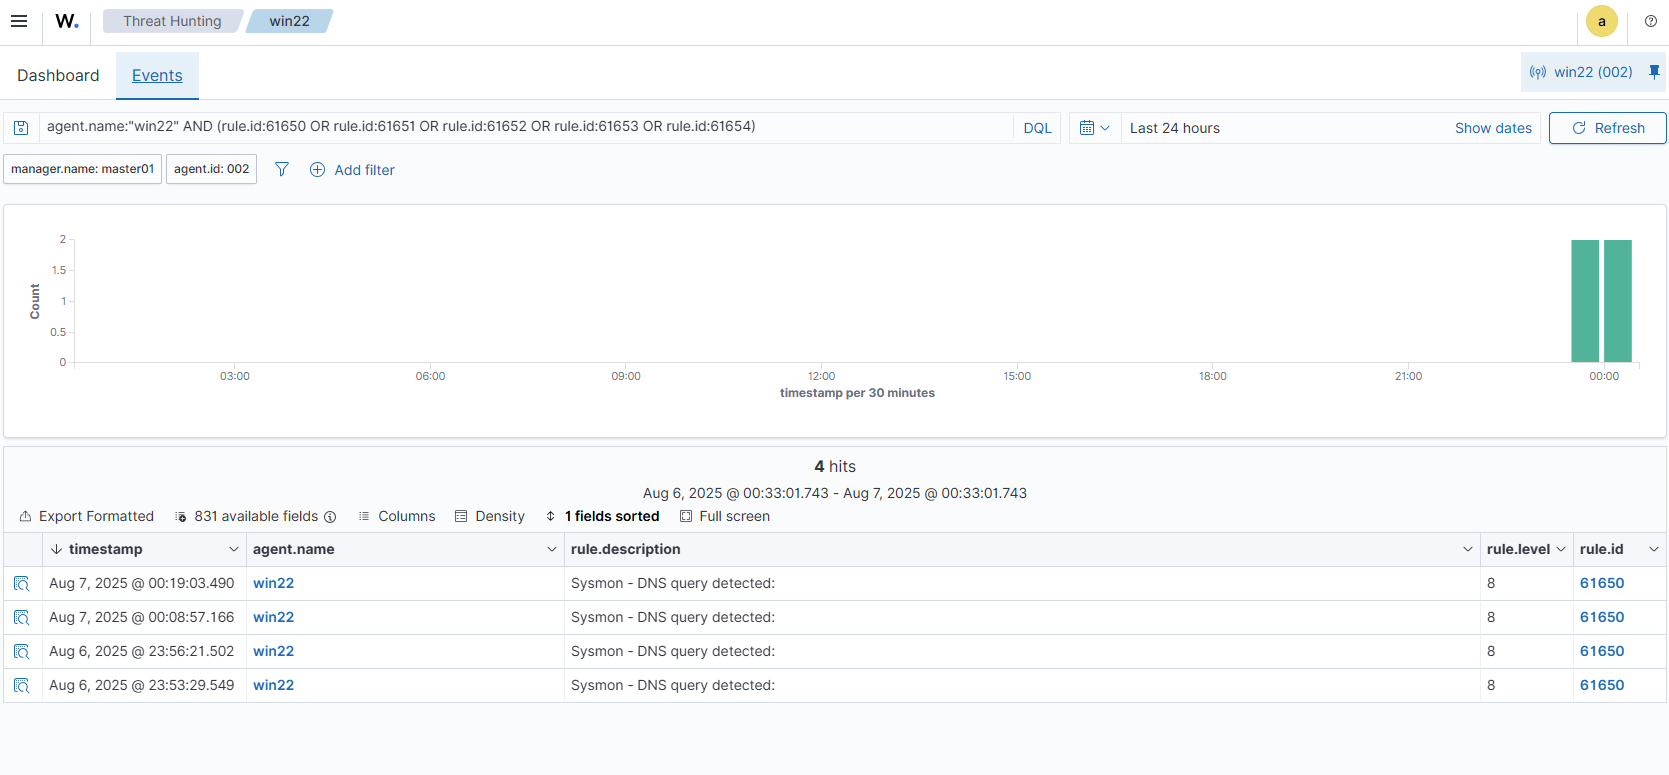 W. Threat Hunting win22 a
Dashboard Events win22 (002)
agent.name:"win22" AND (rule.id:61650 OR rule.id:61651 OR rule.id:61652 OR rule.id:61653 OR rule.id:61654) DQL Last 24 hours Show dates Refresh
manager.name: master01 agent.id: 002 Add filter
2
1.5
1
0.5
0
Count
03:00 06:00 09:00 12:00 15:00 18:00 21:00 00:00
timestamp per 30 minutes
4 hits
Aug 6, 2025 @ 00:33:01.743 - Aug 7, 2025 @ 00:33:01.743
Export Formatted 831 available fields Columns Density 1 fields sorted Full screen
timestamp agent.name rule.description rule.level rule.id
Aug 7, 2025 @ 00:19:03.490 win22 Sysmon - DNS query detected: 8 61650
Aug 7, 2025 @ 00:08:57.166 win22 Sysmon - DNS query detected: 8 61650
Aug 6, 2025 @ 23:56:21.502 win22 Sysmon - DNS query detected: 8 61650
Aug 6, 2025 @ 23:53:29.549 win22 Sysmon - DNS query detected: 8 61650